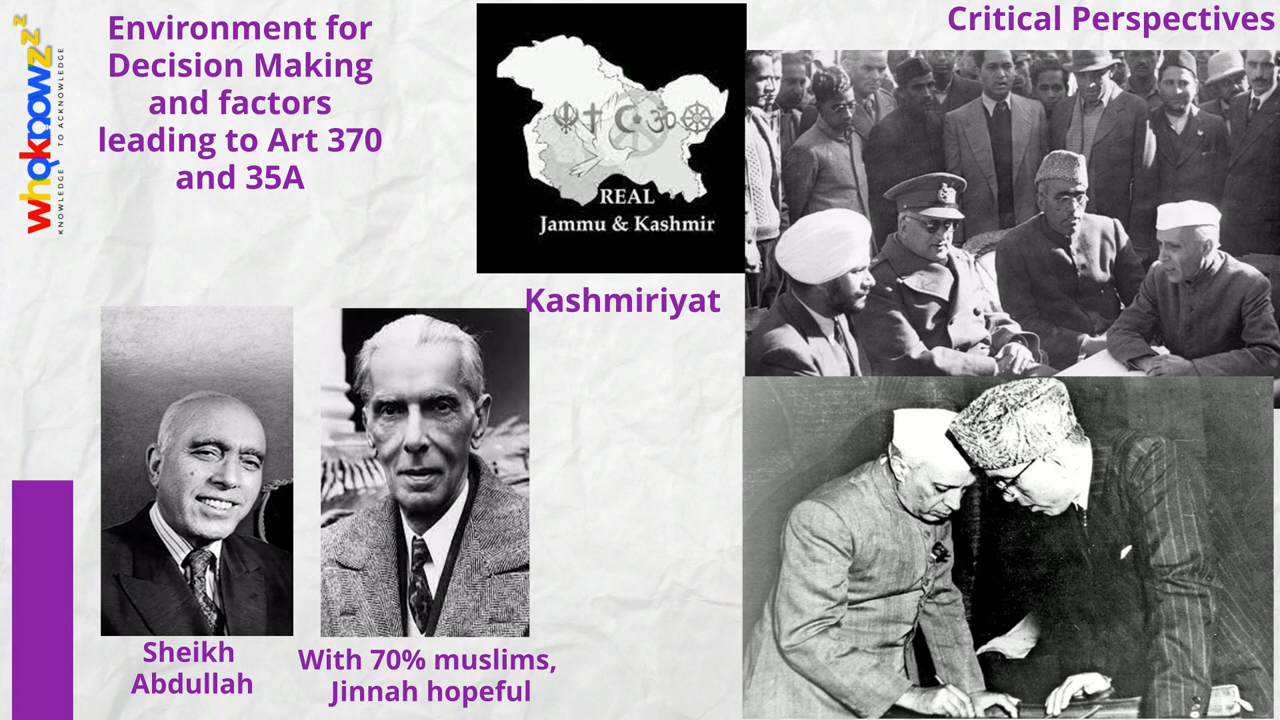 whqknowzzz
KNOWLEDGE TO ACKNOWLEDGE
Environment for
Decision Making
and factors
leading to Art 370
and 35A
REAL
Jammu & Kashmir
Kashmiriyat
Critical Perspectives
Sheikh
Abdullah
With 70% muslims,
Jinnah hopeful